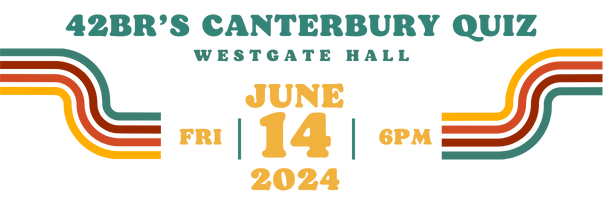 42BR'S CANTERBURY QUIZ
WESTGATE HALL
JUNE
FRI 14 6PM
2024